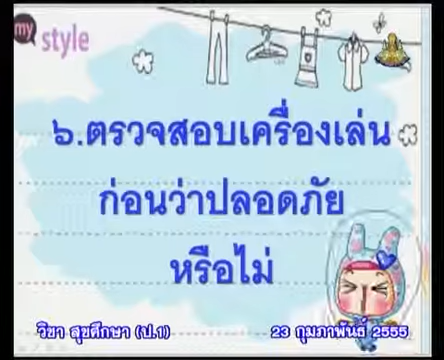 my
style
๖.ตรวจสอบเครื่องเล่น
ก่อนว่าปลอดภัย
หรือไม่
วิชา สุขศึกษา (ป.1)
23 กุมภาพันธ์ 2555